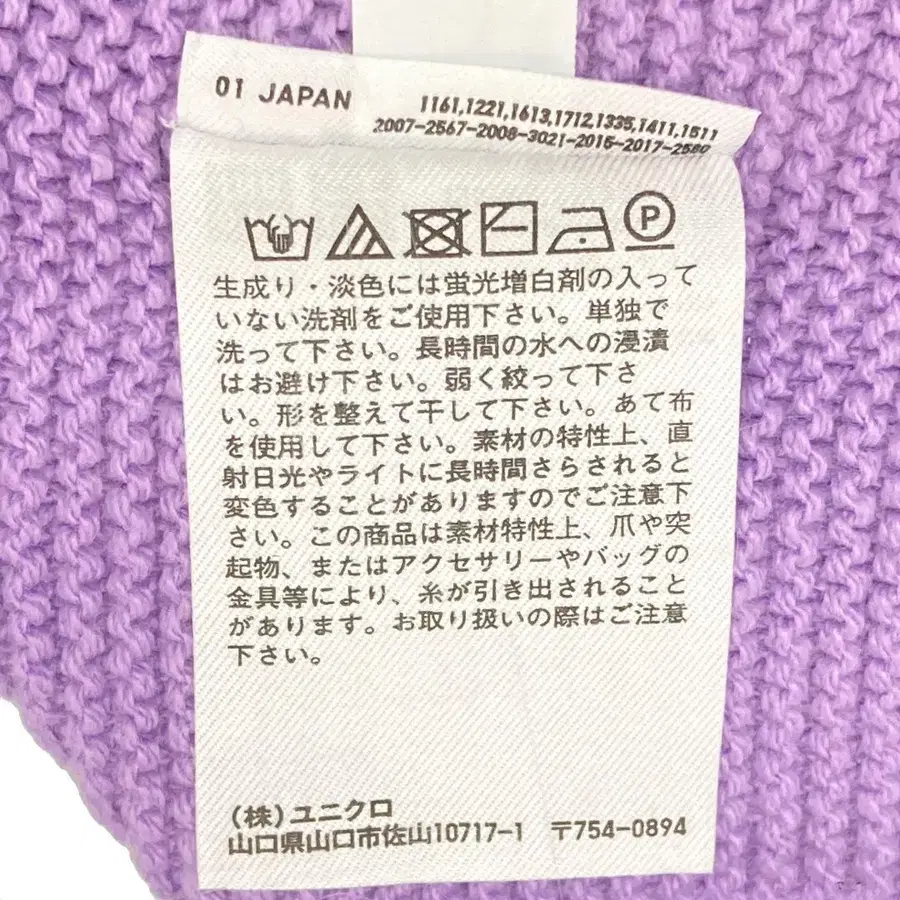 01 JAPAN 1161,1221,1613,1712,1335,1411,1511
2007-2567-2008-3021-2015-2017-2580
P
生成り・淡色には蛍光増白剤の入って
いない洗剤をご使用下さい。単独で
洗って下さい。長時間の水への浸漬
はお避け下さい。弱く絞って下さ
い。形を整えて干して下さい。あて布
を使用して下さい。素材の特性上、直
射日光やライトに長時間さらされると
変色することがありますのでご注意下
さい。この商品は素材特性上、爪や突
起物、またはアクセサリーやバッグの
金具等により、糸が引き出されること
があります。お取り扱いの際はご注意
下さい。
(株)ユニクロ
山口県山口市佐山10717-1 〒754-0894